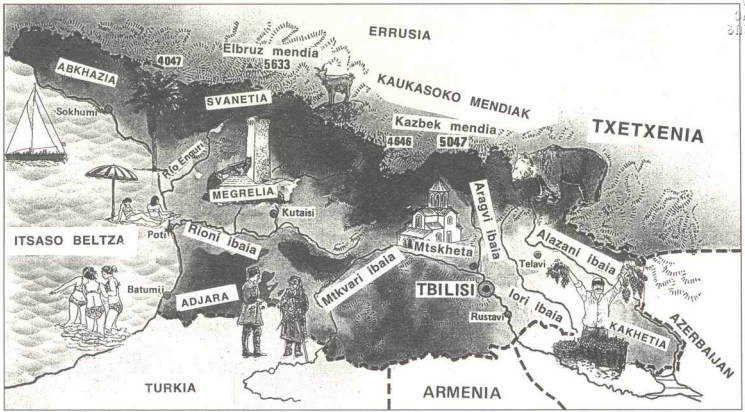 ERRUSIA
Elbruz mendia
4047
5633
ABKHAZIA
KAUKASOKO MENDIAK
SVANETIA
Sokhumi
Kazbek mendia
TXETXENIA
4646
5047
Río Enguri
MEGRELIA
Kutaisi
Aragvi ibaia
ITSASO BELTZA
Poti
Rioni ibaia
Mtskheta
Alazani ibaia
Telavi
Mtkvari ibaia
Batumii
ADJARA
TBILISI
Iori ibaia
Rustavi
KAKHETIA
AZERBAIJAN
TURKIA
ARMENIA